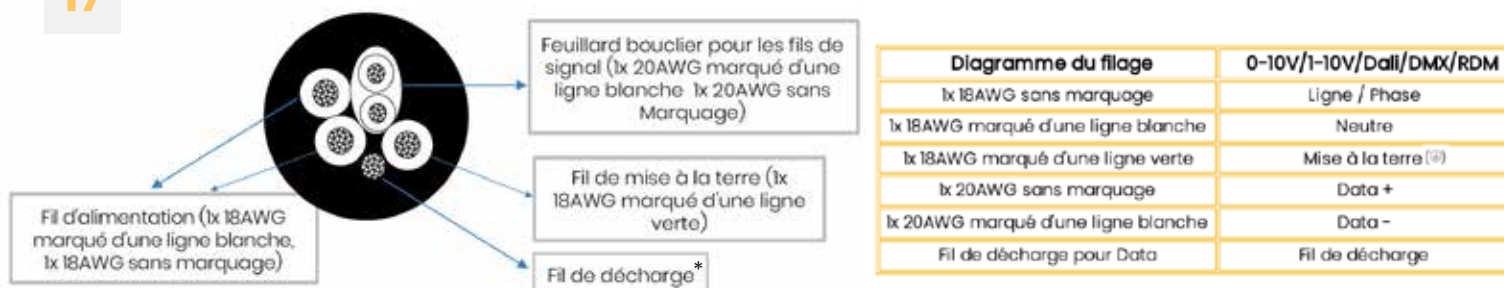 17
Feuillard bouclier pour les fils de
signal (1x 20AWG marqué d'une
ligne blanche 1x 20AWG sans
Marquage)
Fil de mise à la terre (1x
18AWG marqué d'une ligne
verte)
Fil d'alimentation (1x 18AWG
marqué d'une ligne blanche,
1x 18AWG sans marquage)
Fil de décharge*
Diagramme du filage 0-10V/1-10V/Dali/DMX/RDM
1x 18AWG sans marquage Ligne / Phase
1x 18AWG marqué d'une ligne blanche Neutre
1x 18AWG marqué d'une ligne verte Mise à la terre (⏚)
1x 20AWG sans marquage Data +
1x 20AWG marqué d'une ligne blanche Data -
Fil de décharge pour Data Fil de décharge